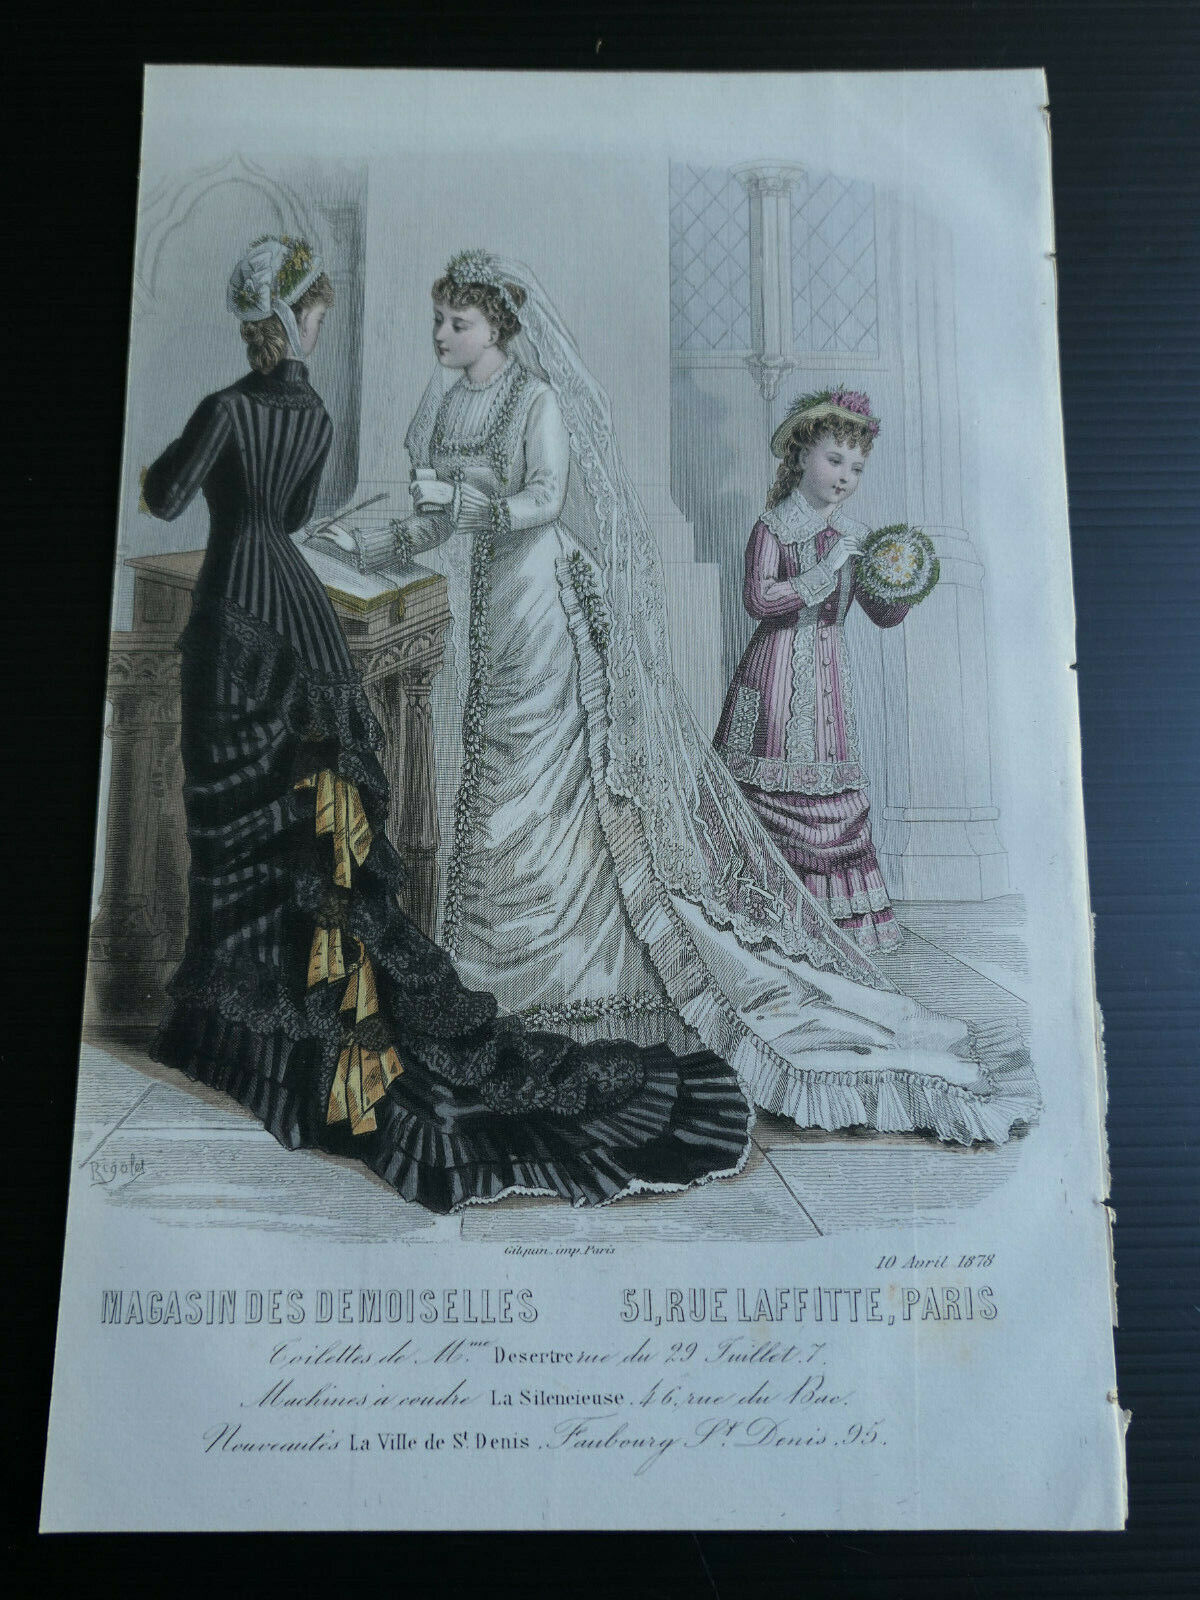 Rigolet
Gilquin. imp. Paris
10 Avril 1878
MAGASIN DES DEMOISELLES 51, RUE LAFFITTE, PARIS
Toilettes de M.me Desertre rue du 29 Juillet. 7.
Machines à coudre La Silencieuse. 46, rue du Bac.
Nouveautés La Ville de St. Denis. Faubourg St. Denis. 95.